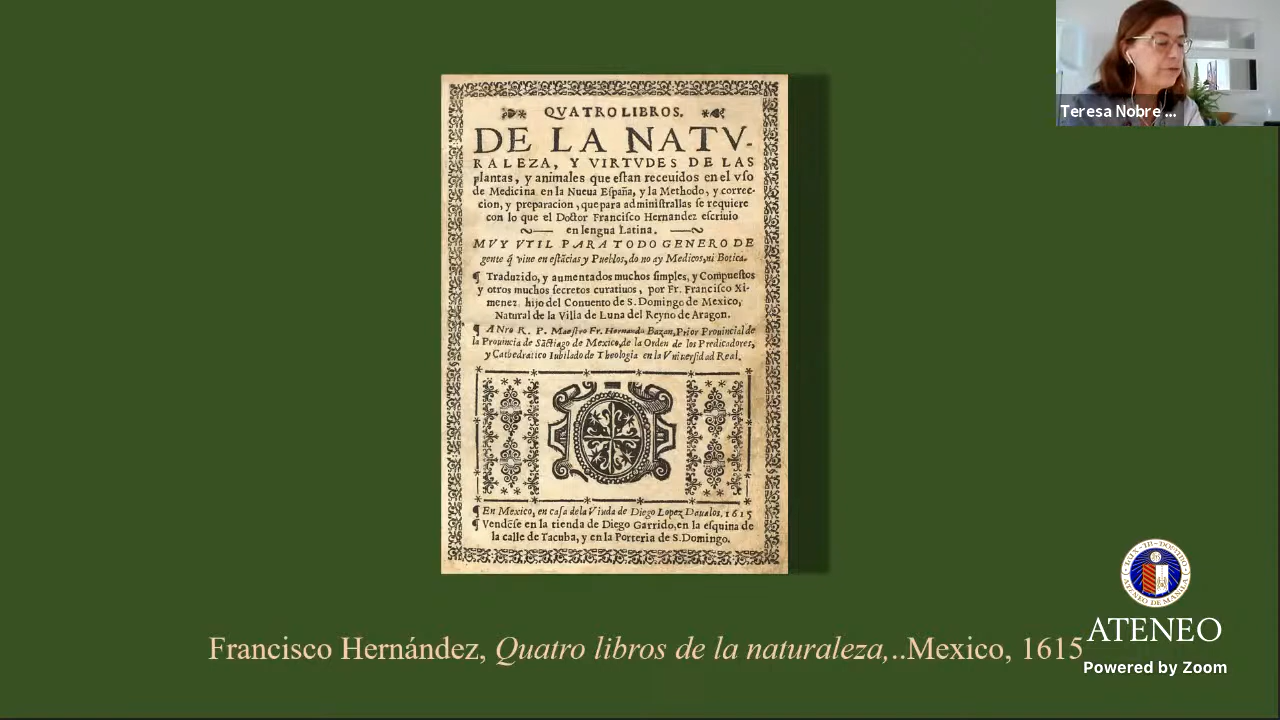 QVATRO LIBROS.
DE LA NATV-
RALEZA, Y VIRTVDES DE LAS
plantas, y animales que eſtan receuidos en el vſo
de Medicina en la Nueua Eſpaña, y la Methodo, y correc-
cion, y preparacion, que para adminiſtrallas ſe requiere
con lo que el Doctor Franciſco Hernandez eſcriuio
en lengua Latina.
MVY VTIL PARA TODO GENERO DE
gente q̃ viue en eſtãcias y Pueblos, do no ay Medicos, ni Botica.
¶ Traduzido, y aumentados muchos ſimples, y Compueſtos
y otros muchos ſecretos curatiuos, por Fr. Franciſco Xi-
menez, hijo del Conuento de S. Domingo de Mexico,
Natural de la Villa de Luna del Reyno de Aragon.
¶ A Nro R. P. Maeſtro Fr. Hernando Bazan, Prior Prouincial de
la Prouincia de Sãctiago de Mexico, de la Orden de los Predicadores,
y Cathedratico Iubilado de Theologia en la Vniuerſidad Real.
¶ En Mexico, en caſa de la Viuda de Diego Lopez Daualos. 1615
¶ Vendeſe en la tienda de Diego Garrido, en la eſquina de
la calle de Tacuba, y en la Porteria de S. Domingo.
Francisco Hernández, Quatro libros de la naturaleza,..Mexico, 1615
Teresa Nobre ...
ATENEO DE MANILA
ATENEO
Powered by Zoom